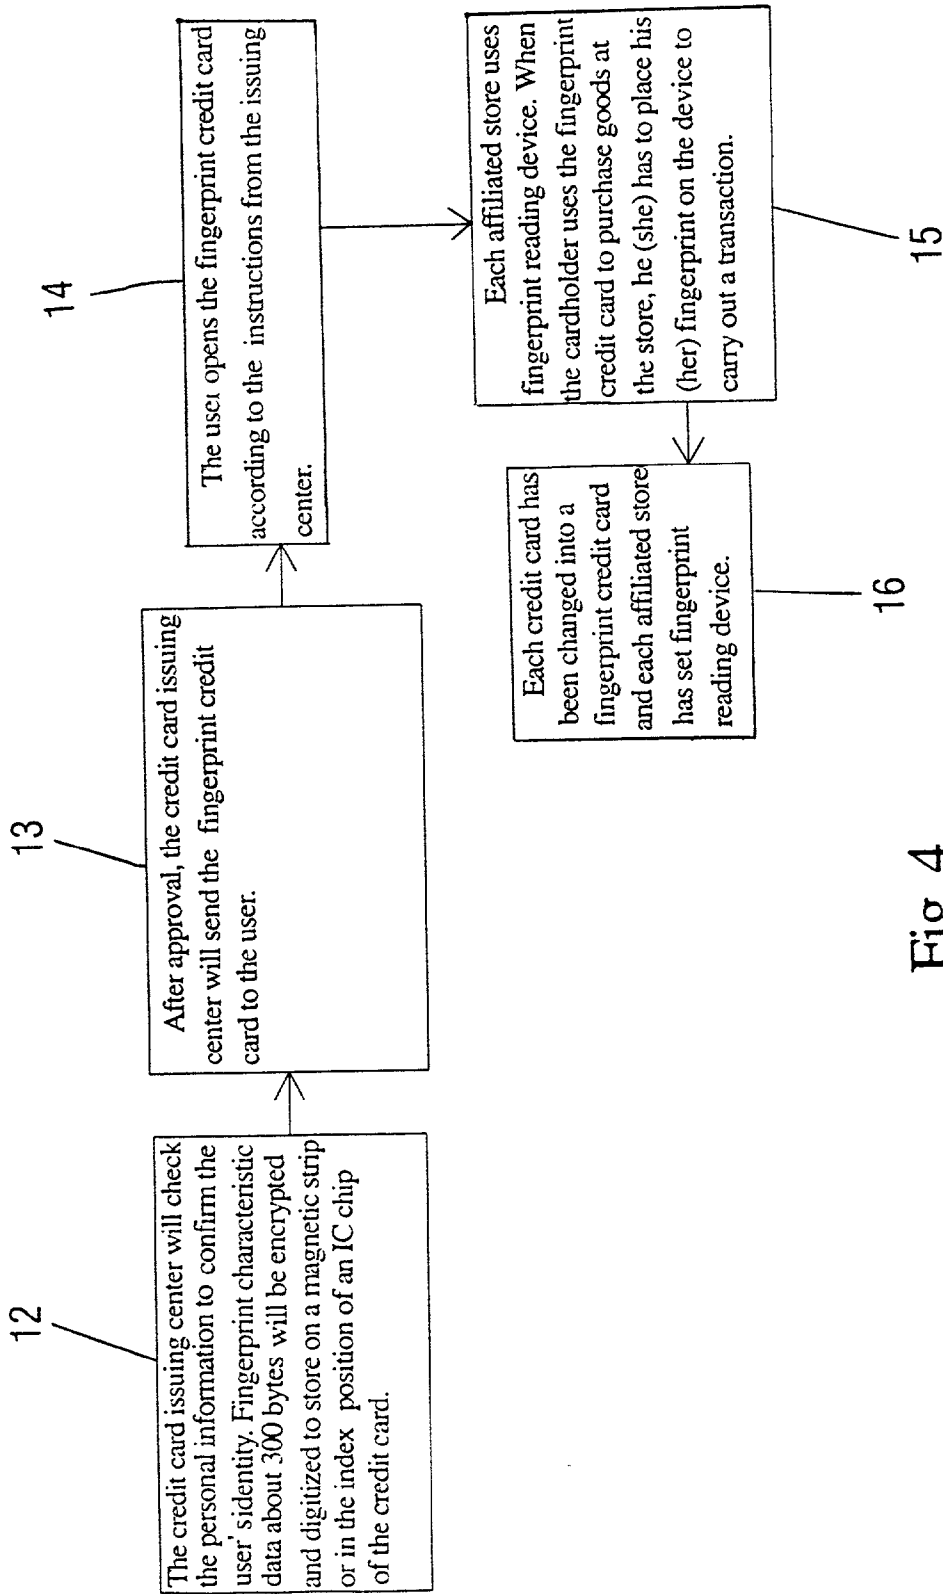 12
The credit card issuing center will check
the personal information to confirm the
user' sidentity. Fingerprint characteristic
data about 300 bytes will be encrypted
and digitized to store on a magnetic strip
or in the index position of an IC chip
of the credit card.
13
After approval, the credit card issuing
center will send the fingerprint credit
card to the user.
14
The user opens the fingerprint credit card
according to the instructions from the issuing
center.
Each affiliated store uses
fingerprint reading device. When
the cardholder uses the fingerprint
credit card to purchase goods at
the store, he (she) has to place his
(her) fingerprint on the device to
carry out a transaction.
15
Each credit card has
been changed into a
fingerprint credit card
and each affiliated store
has set fingerprint
reading device.
16
Fig 4